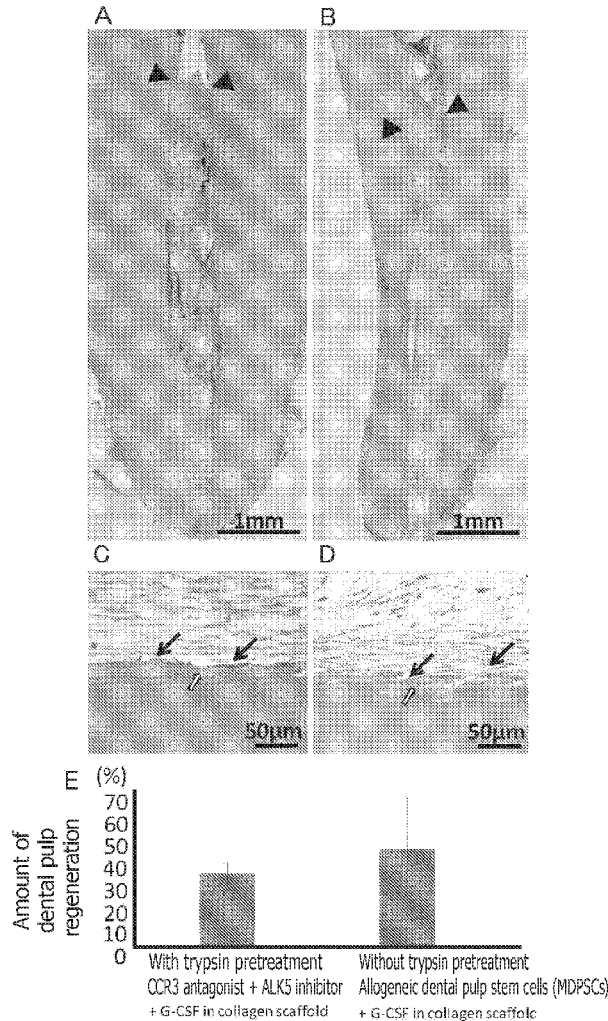 A
B
1mm
1mm
C
D
50μm
50μm
E
(%)
Amount of
dental pulp
regeneration
70
60
50
40
30
20
10
0
With trypsin pretreatment
CCR3 antagonist + ALK5 inhibitor
+ G-CSF in collagen scaffold
Without trypsin pretreatment
Allogeneic dental pulp stem cells (MDPSCs)
+ G-CSF in collagen scaffold